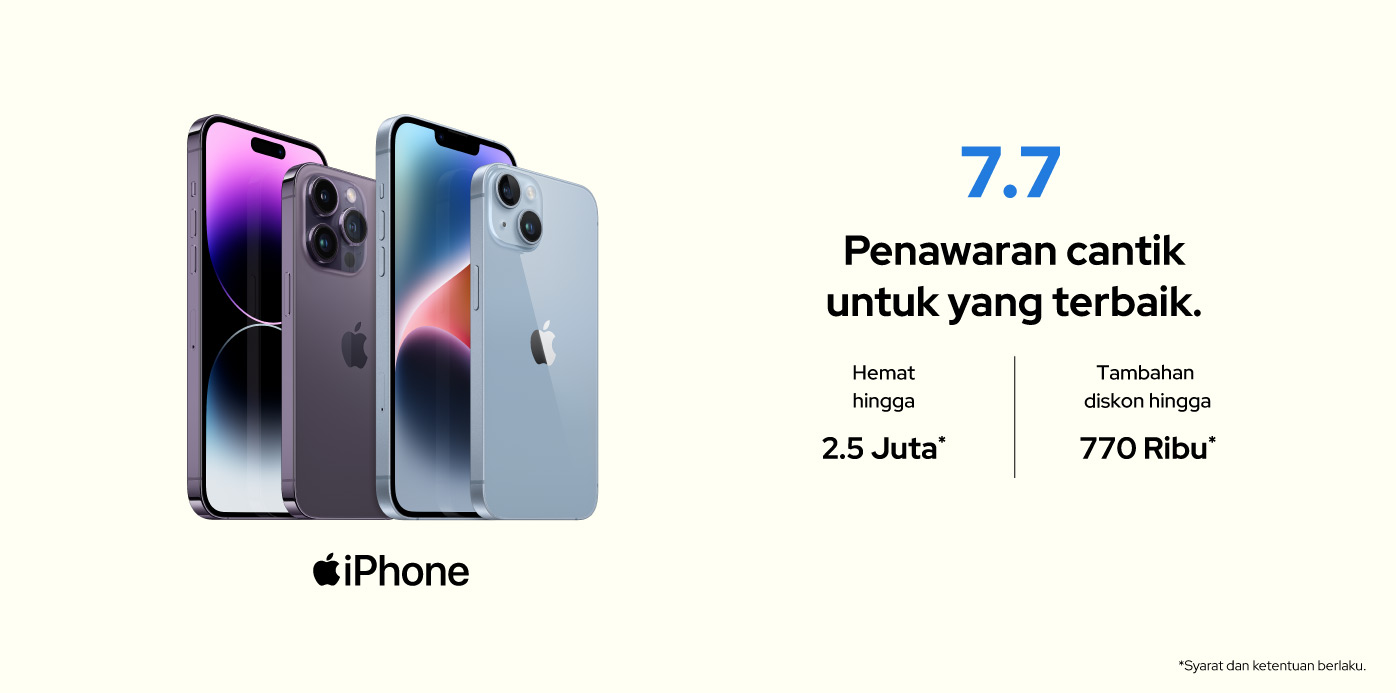 7.7
Penawaran cantik
untuk yang terbaik.
Hemat
hingga
2.5 Juta*
Tambahan
diskon hingga
770 Ribu*
iPhone
*Syarat dan ketentuan berlaku.